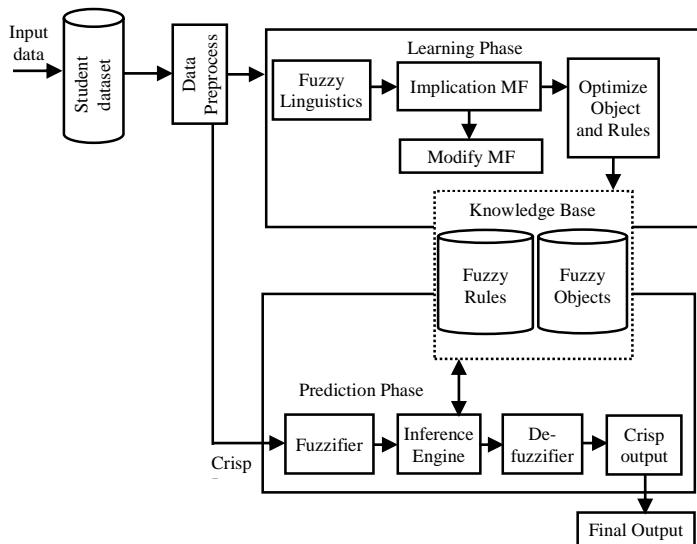 Input
data
Student
dataset
Data
Preprocess
Learning Phase
Fuzzy
Linguistics
Implication MF
Optimize
Object
and Rules
Modify MF
Knowledge Base
Fuzzy
Rules
Fuzzy
Objects
Prediction Phase
Crisp
Fuzzifier
Inference
Engine
De-
fuzzifier
Crisp
output
Final Output